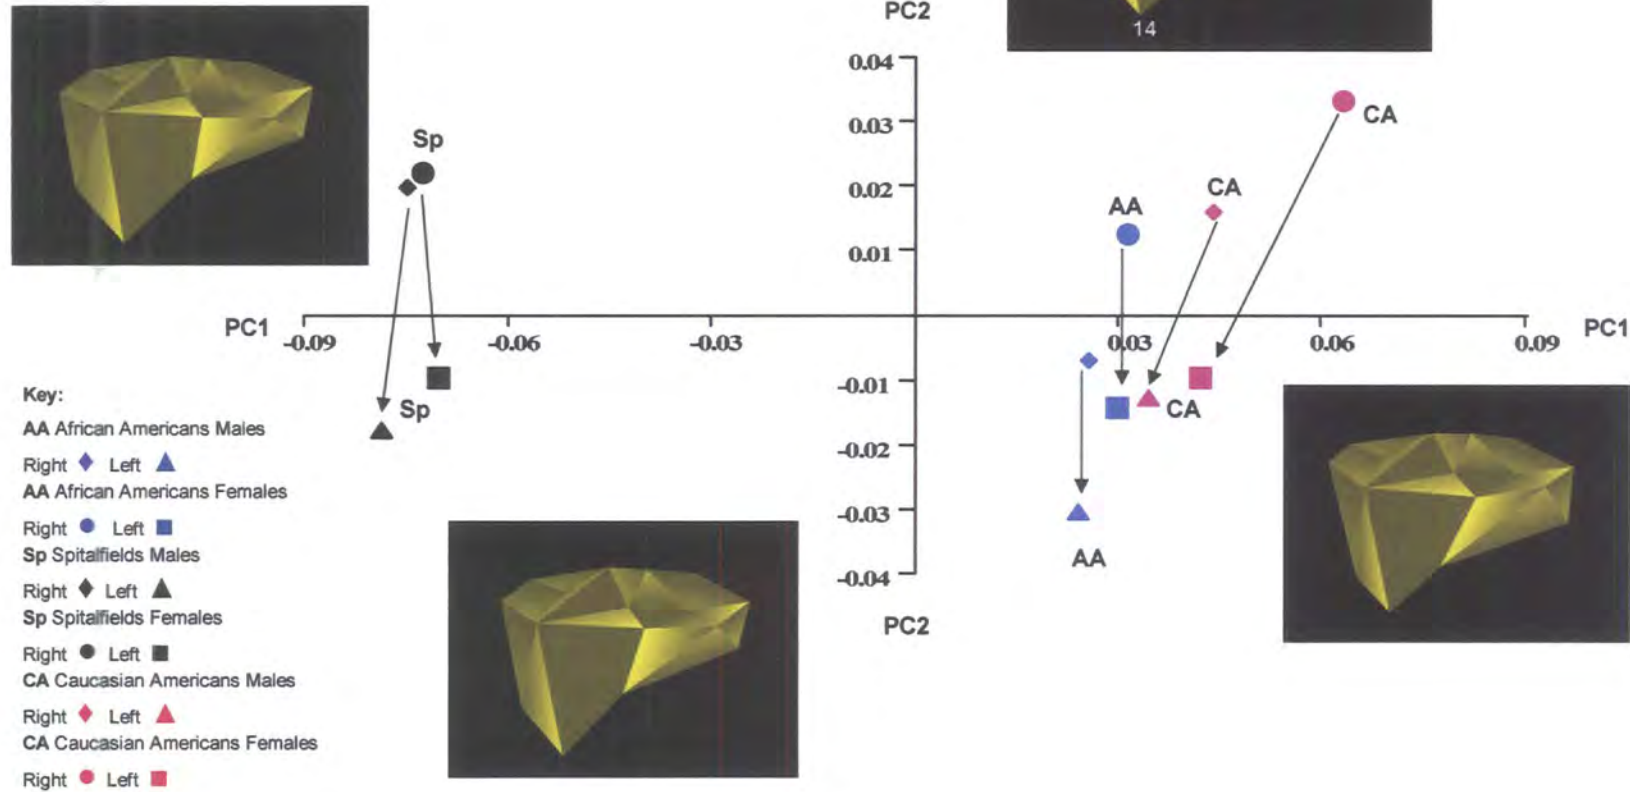 PC2
14
0.04
0.03
0.02
0.01
-0.01
-0.02
-0.03
-0.04
PC2
PC1
-0.09
-0.06
-0.03
0.03
0.06
0.09
PC1
Sp
Sp
AA
CA
CA
CA
AA
Key:
AA African Americans Males
Right Left
AA African Americans Females
Right Left
Sp Spitalfields Males
Right Left
Sp Spitalfields Females
Right Left
CA Caucasian Americans Males
Right Left
CA Caucasian Americans Females
Right Left